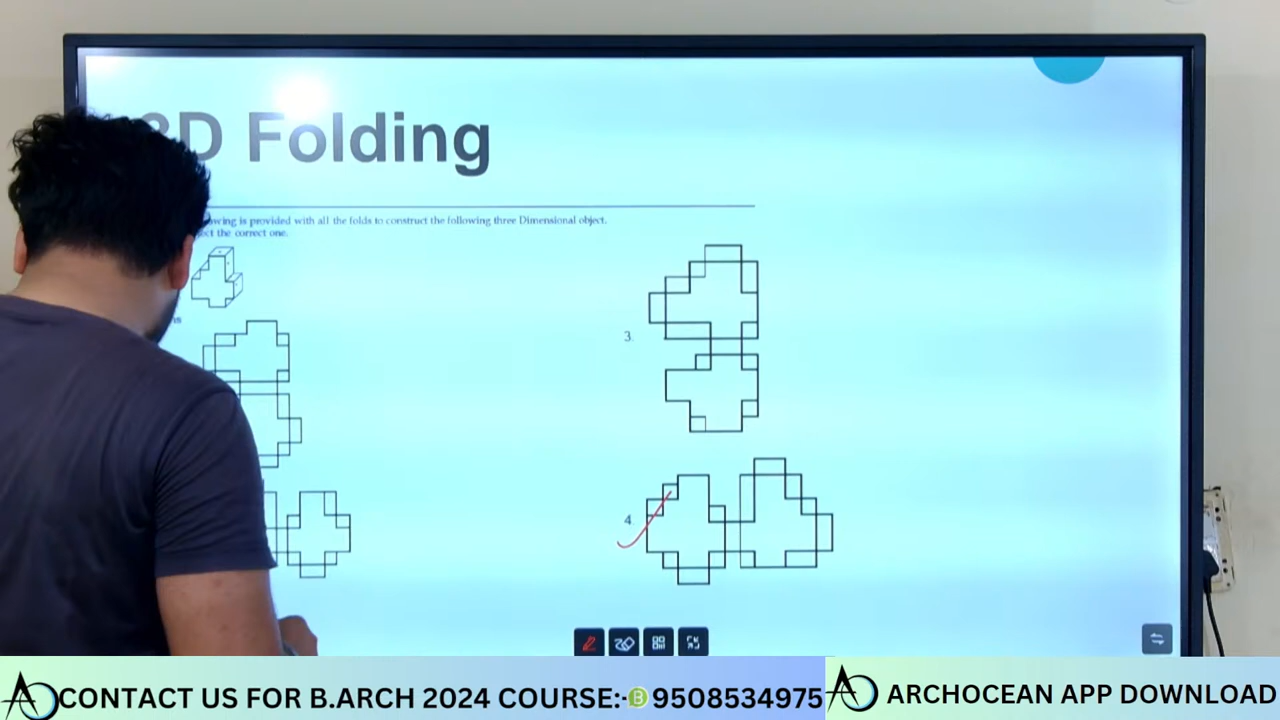 3D Folding
wing is provided with all the folds to construct the following three Dimensional object.
ct the correct one.
3.
4.
CONTACT US FOR B.ARCH 2024 COURSE:- 9508534975
ARCHOCEAN APP DOWNLOAD